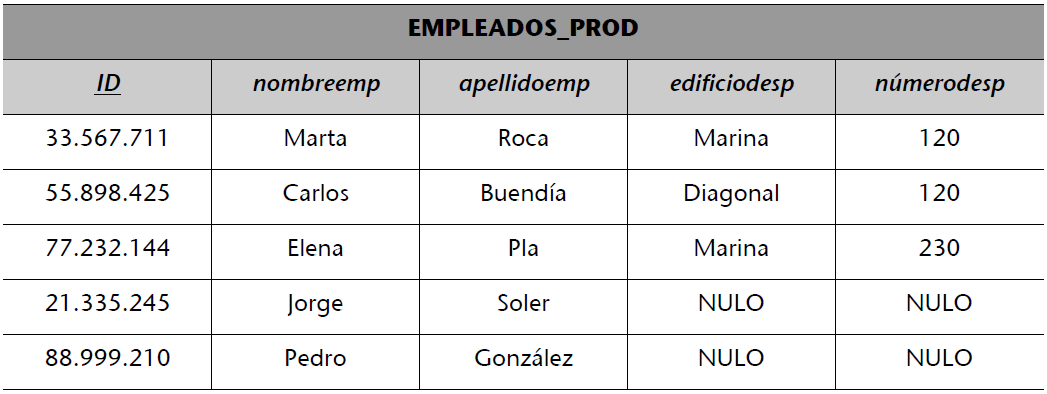 EMPLEADOS_PROD
ID nombreemp apellidoemp edificiodesp númerodesp
33.567.711 Marta Roca Marina 120
55.898.425 Carlos Buendía Diagonal 120
77.232.144 Elena Pla Marina 230
21.335.245 Jorge Soler NULO NULO
88.999.210 Pedro González NULO NULO